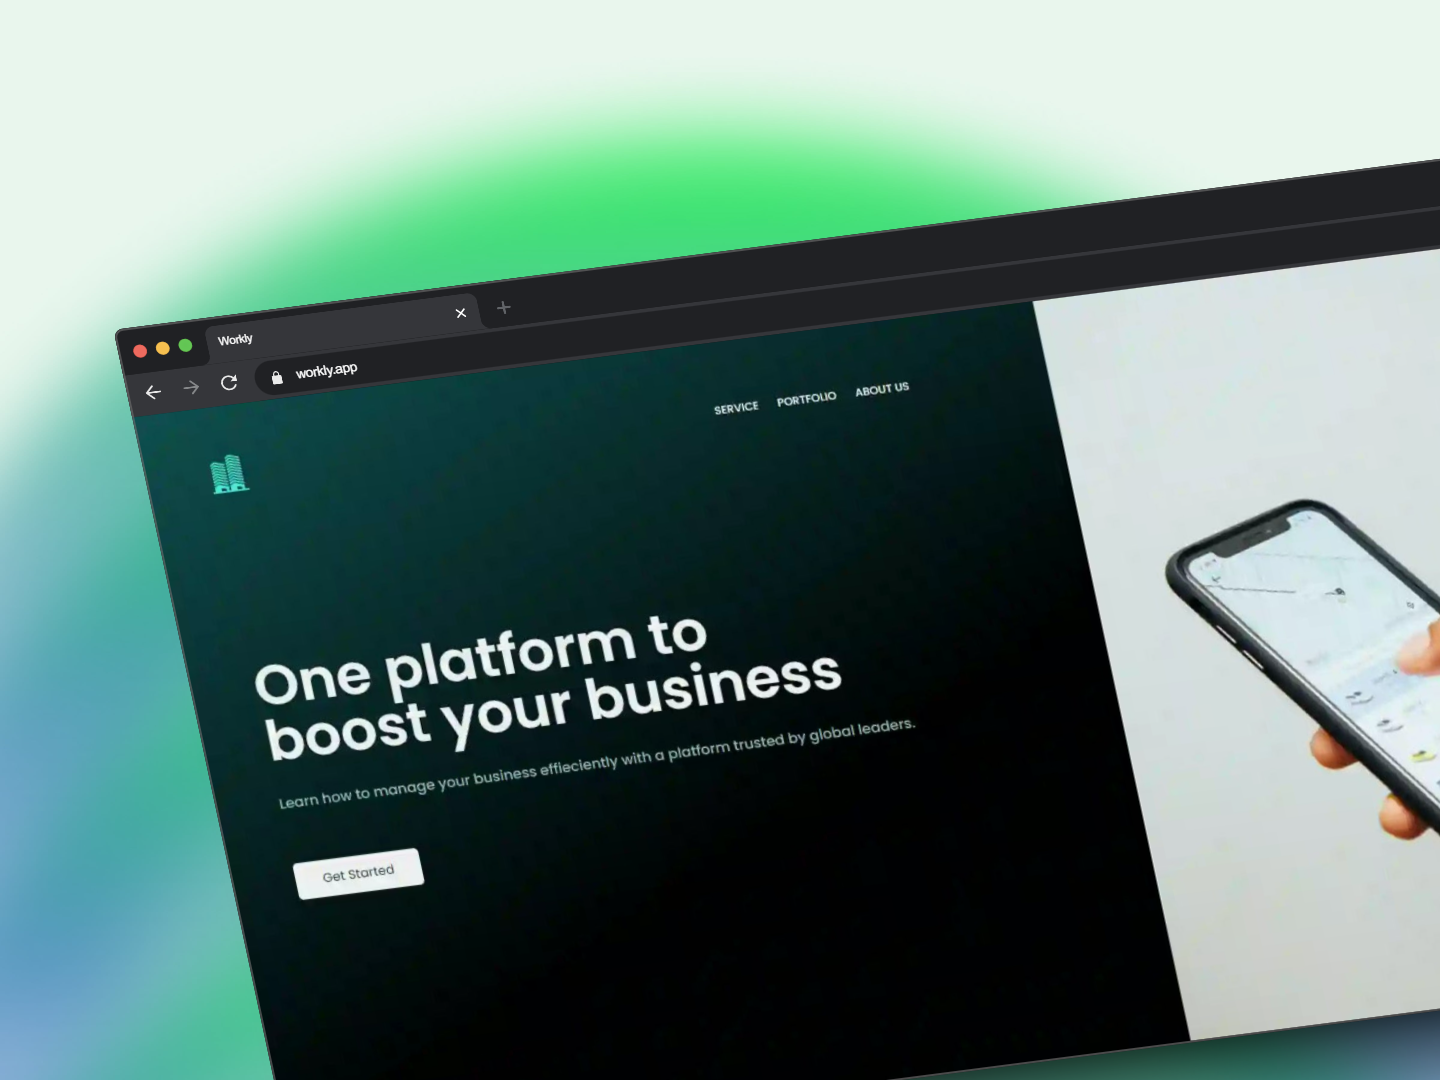 Workly
workly.app
SERVICE PORTFOLIO ABOUT US
One platform to
boost your business
Learn how to manage your business effieciently with a platform trusted by global leaders.
Get Started